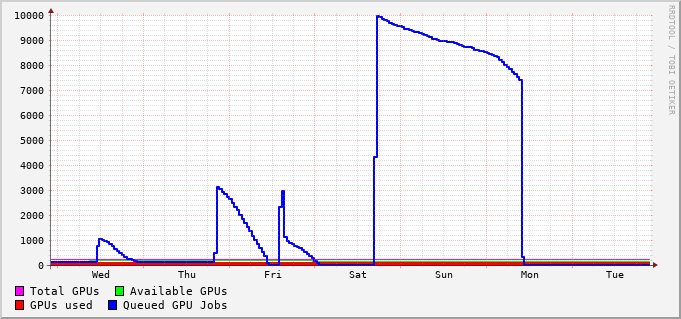 10000
9000
8000
7000
6000
5000
4000
3000
2000
1000
0
Wed Thu Fri Sat Sun Mon Tue
Total GPUs Available GPUs
GPUs used Queued GPU Jobs
RRDTOOL / TOBI OETIKER